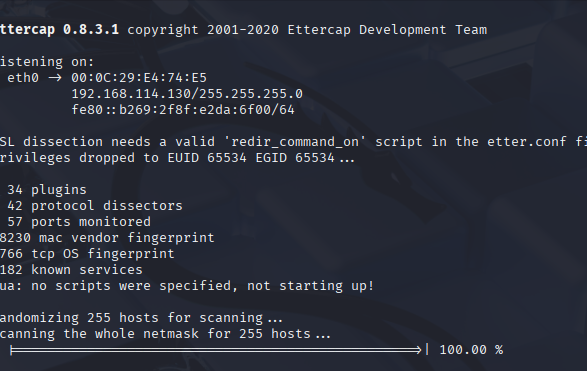 ttercap 0.8.3.1 copyright 2001-2020 Ettercap Development Team
istening on:
eth0 -> 00:0C:29:E4:74:E5
192.168.114.130/255.255.255.0
fe80::b269:2f8f:e2da:6f00/64
SL dissection needs a valid 'redir_command_on' script in the etter.conf fi
rivileges dropped to EUID 65534 EGID 65534...
34 plugins
42 protocol dissectors
57 ports monitored
8230 mac vendor fingerprint
766 tcp OS fingerprint
182 known services
ua: no scripts were specified, not starting up!
andomizing 255 hosts for scanning...
canning the whole netmask for 255 hosts...
|==================================================>| 100.00 %